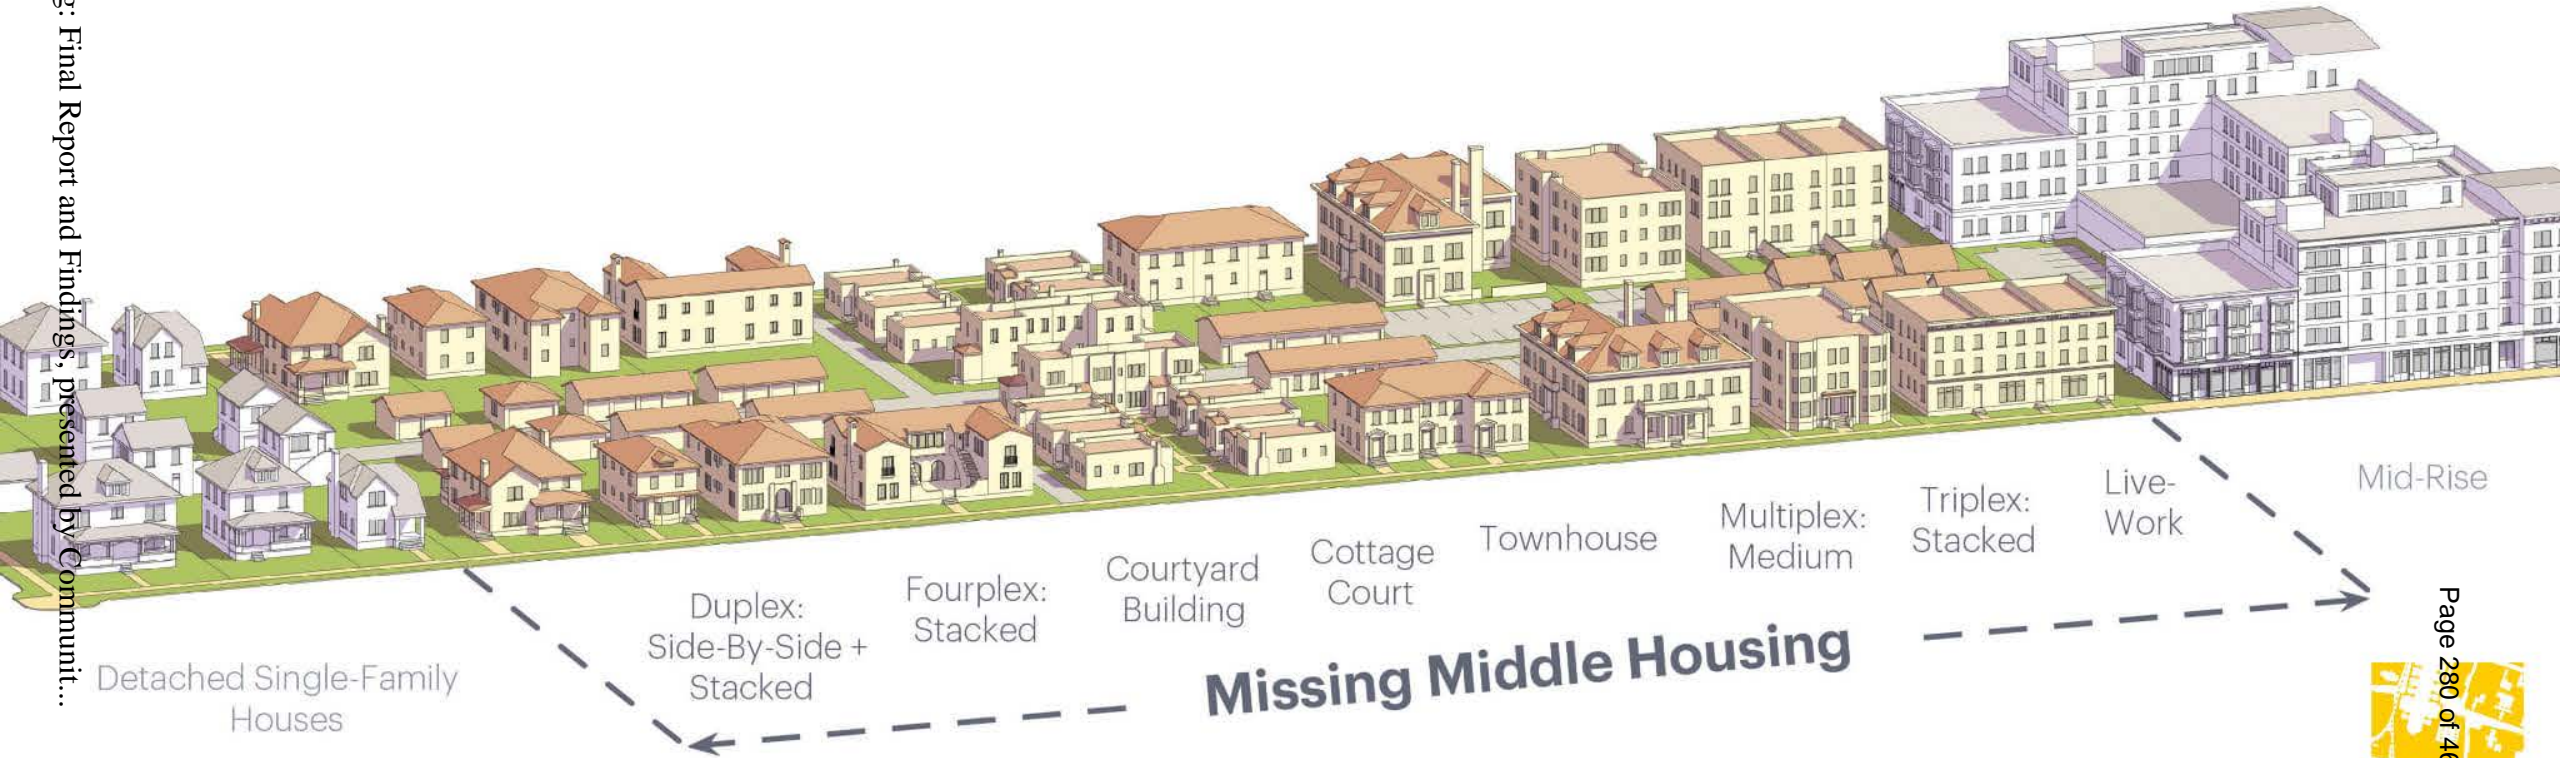 g: Final Report and Findings, presented by Communit...
Detached Single-Family
Houses
Duplex:
Side-By-Side +
Stacked
Fourplex:
Stacked
Courtyard
Building
Cottage
Court
Townhouse
Multiplex:
Medium
Triplex:
Stacked
Live-
Work
Mid-Rise
Missing Middle Housing
Page 280 of 46